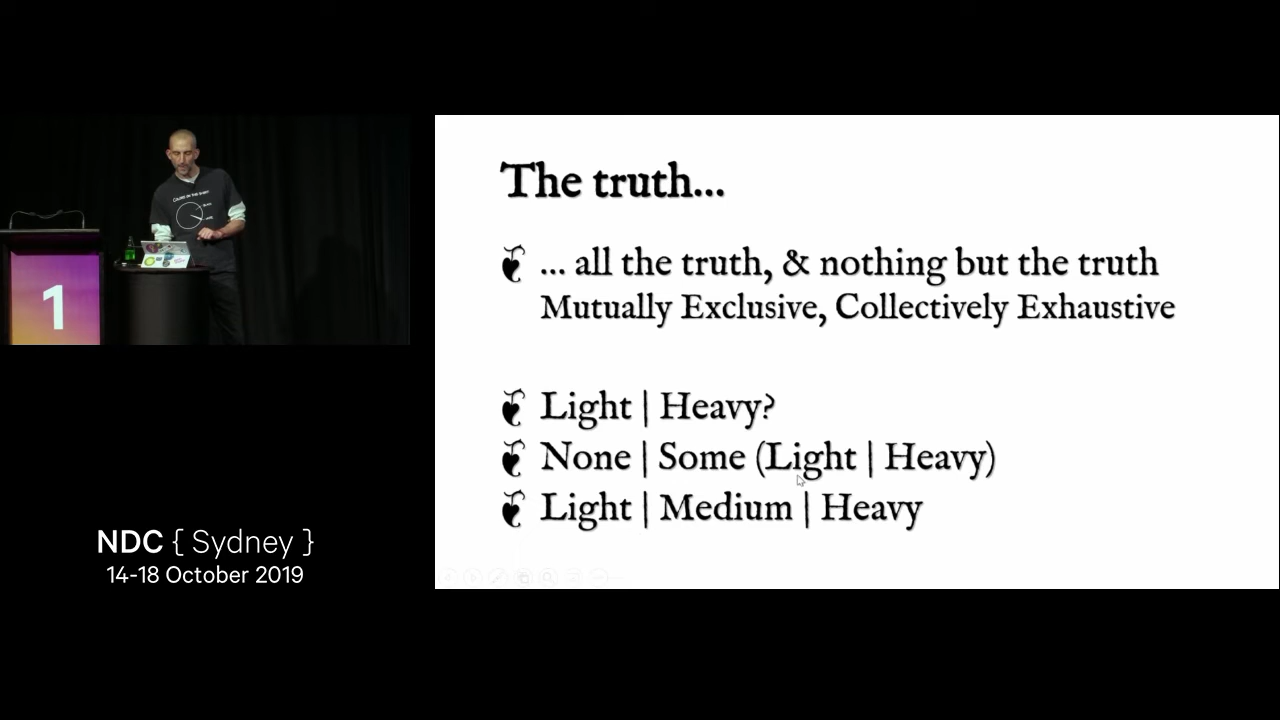 The truth...
... all the truth, & nothing but the truth
Mutually Exclusive, Collectively Exhaustive
Light | Heavy?
None | Some (Light | Heavy)
Light | Medium | Heavy
1
NDC { Sydney }
14-18 October 2019